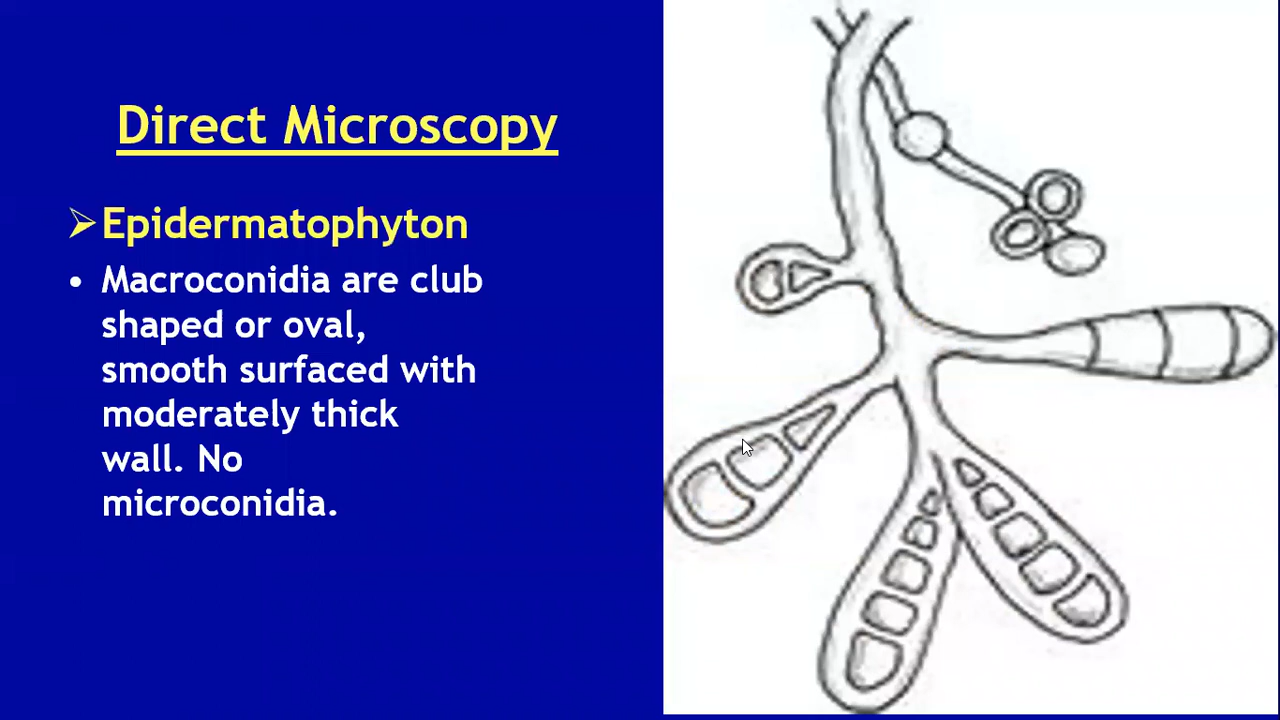 Direct Microscopy
➢Epidermatophyton
• Macroconidia are club
shaped or oval,
smooth surfaced with
moderately thick
wall. No
microconidia.